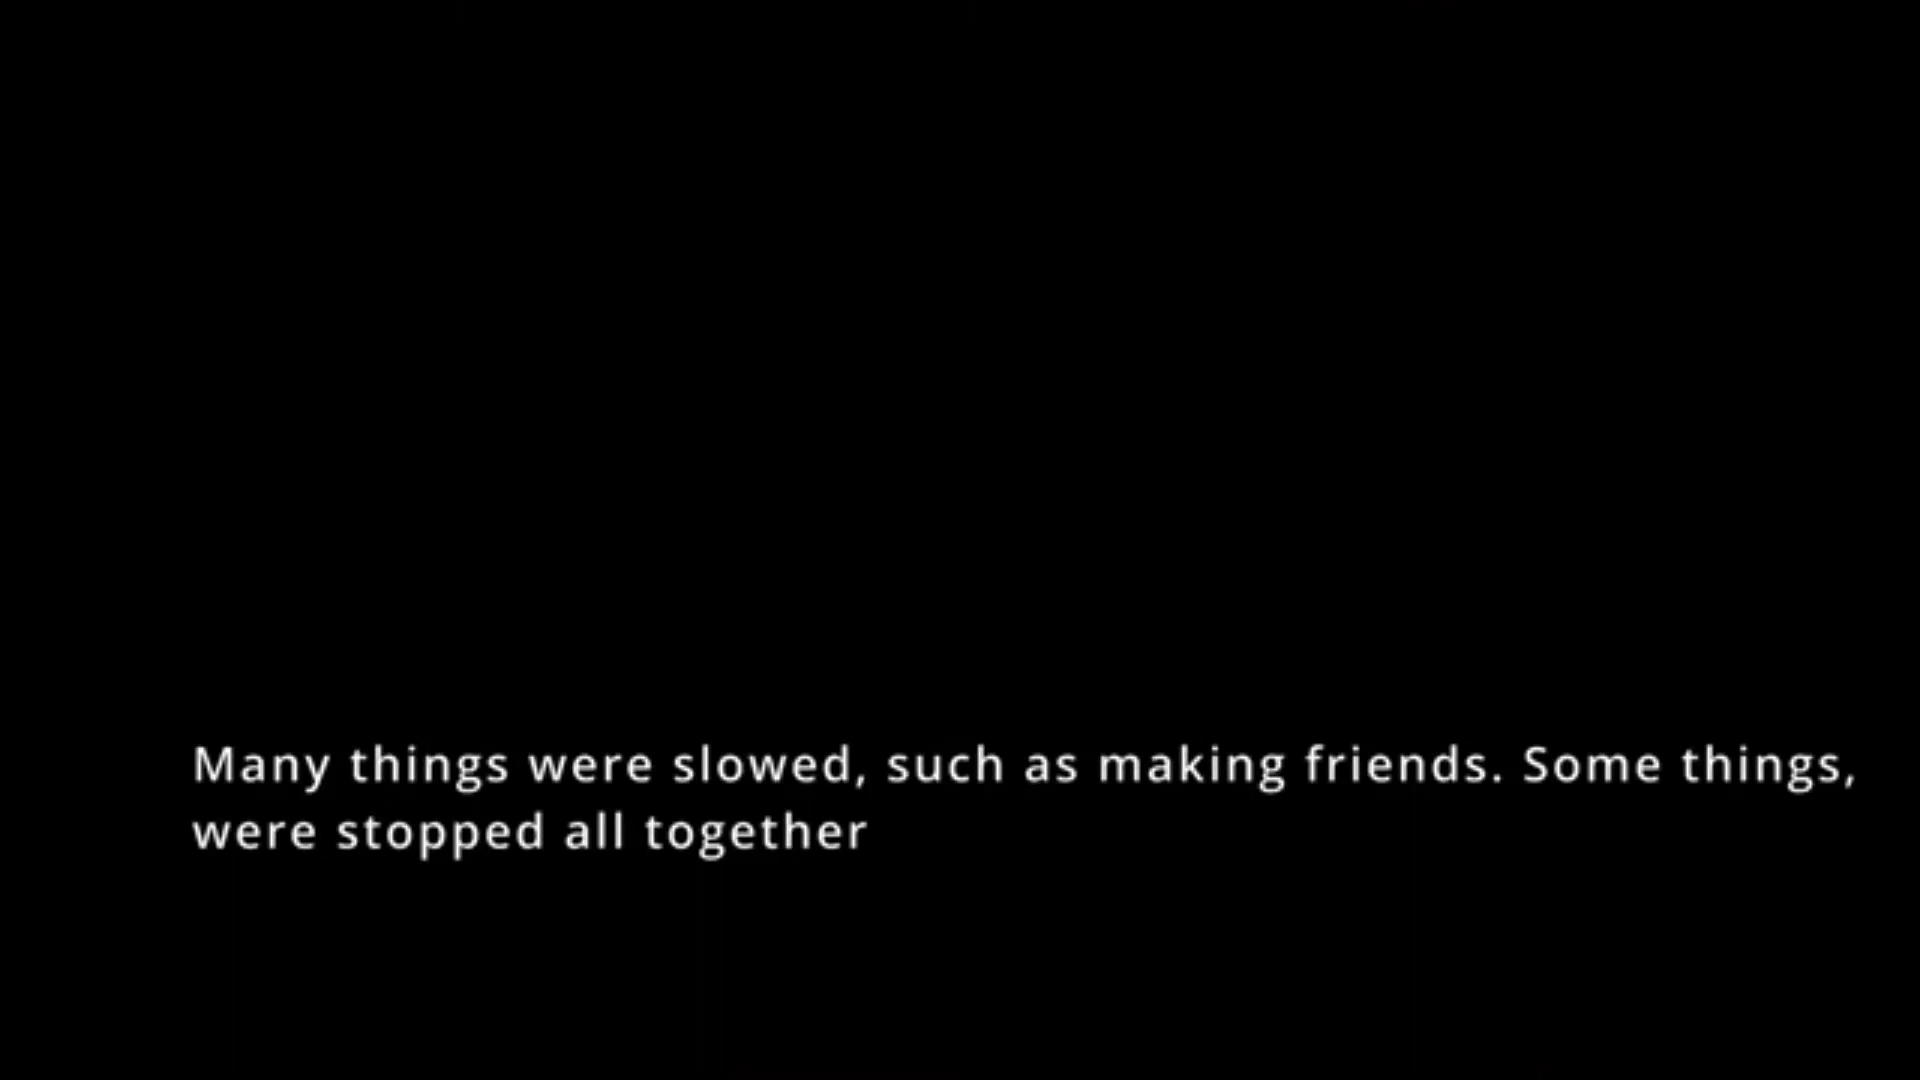 Many things were slowed, such as making friends. Some things,
were stopped all together